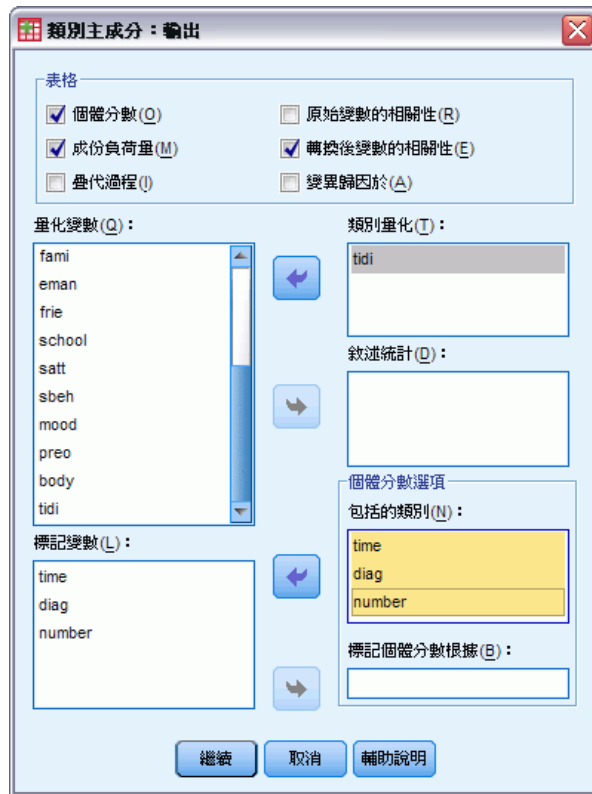 類別主成分：輸出
表格
個體分數(O)
原始變數的相關性(R)
成份負荷量(M)
轉換後變數的相關性(E)
疊代過程(I)
變異歸因於(A)
量化變數(Q)：
類別量化(T)：
fami
eman
frie
school
satt
sbeh
mood
preo
body
tidi
tidi
敘述統計(D)：
個體分數選項
包括的類別(N)：
time
diag
number
標記變數(L)：
time
diag
number
標記個體分數根據(B)：
繼續
取消
輔助說明